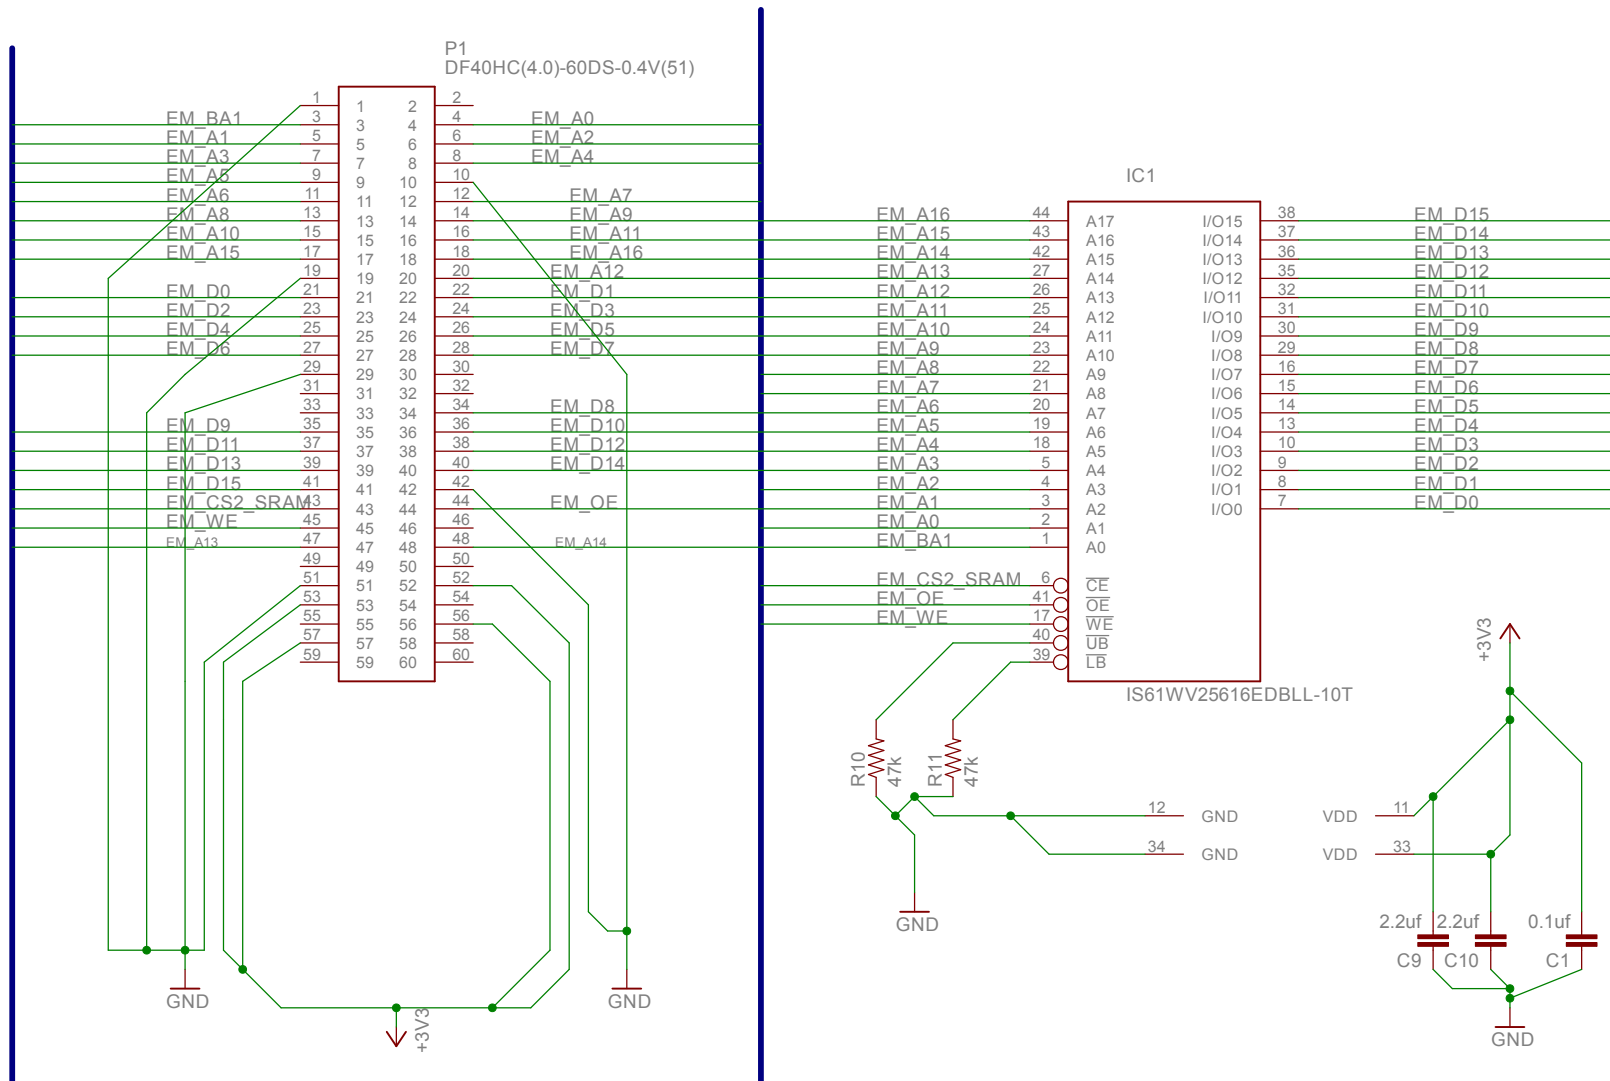 P1
DF40HC(4.0)-60DS-0.4V(51)
1 1 2 2
EM_BA1 3 3 4 4 EM_A0
EM_A1 5 5 6 6 EM_A2
EM_A3 7 7 8 8 EM_A4
EM_A5 9 9 10 10
EM_A6 11 11 12 12 EM_A7
EM_A8 13 13 14 14 EM_A9
EM_A10 15 15 16 16 EM_A11
EM_A15 17 17 18 18 EM_A16
19 19 20 20 EM_A12
EM_D0 21 21 22 22 EM_D1
EM_D2 23 23 24 24 EM_D3
EM_D4 25 25 26 26 EM_D5
EM_D6 27 27 28 28 EM_D7
29 29 30 30
31 31 32 32
33 33 34 34 EM_D8
EM_D9 35 35 36 36 EM_D10
EM_D11 37 37 38 38 EM_D12
EM_D13 39 39 40 40 EM_D14
EM_D15 41 41 42 42
EM_CS2_SRAM 43 43 44 44 EM_OE
EM_WE 45 45 46 46
EM_A13 47 47 48 48 EM_A14
49 49 50 50
51 51 52 52
53 53 54 54
55 55 56 56
57 57 58 58
59 59 60 60
GND
+3V3
GND
IC1
EM_A16 44 A17 I/O15 38 EM_D15
EM_A15 43 A16 I/O14 37 EM_D14
EM_A14 42 A15 I/O13 36 EM_D13
EM_A13 27 A14 I/O12 35 EM_D12
EM_A12 26 A13 I/O11 32 EM_D11
EM_A11 25 A12 I/O10 31 EM_D10
EM_A10 24 A11 I/O9 30 EM_D9
EM_A9 23 A10 I/O8 29 EM_D8
EM_A8 22 A9 I/O7 16 EM_D7
EM_A7 21 A8 I/O6 15 EM_D6
EM_A6 20 A7 I/O5 14 EM_D5
EM_A5 19 A6 I/O4 13 EM_D4
EM_A4 18 A5 I/O3 10 EM_D3
EM_A3 5 A4 I/O2 9 EM_D2
EM_A2 4 A3 I/O1 8 EM_D1
EM_A1 3 A2 I/O0 7 EM_D0
EM_A0 2 A1
EM_BA1 1 A0
EM_CS2_SRAM 6 CE
EM_OE 41 OE
EM_WE 17 WE
40 UB
39 LB
IS61WV25616EDBLL-10T
R10 47k
R11 47k
12 GND
34 GND
GND
+3V3
VDD 11
VDD 33
2.2uf 2.2uf 0.1uf
C9 C10 C1
GND